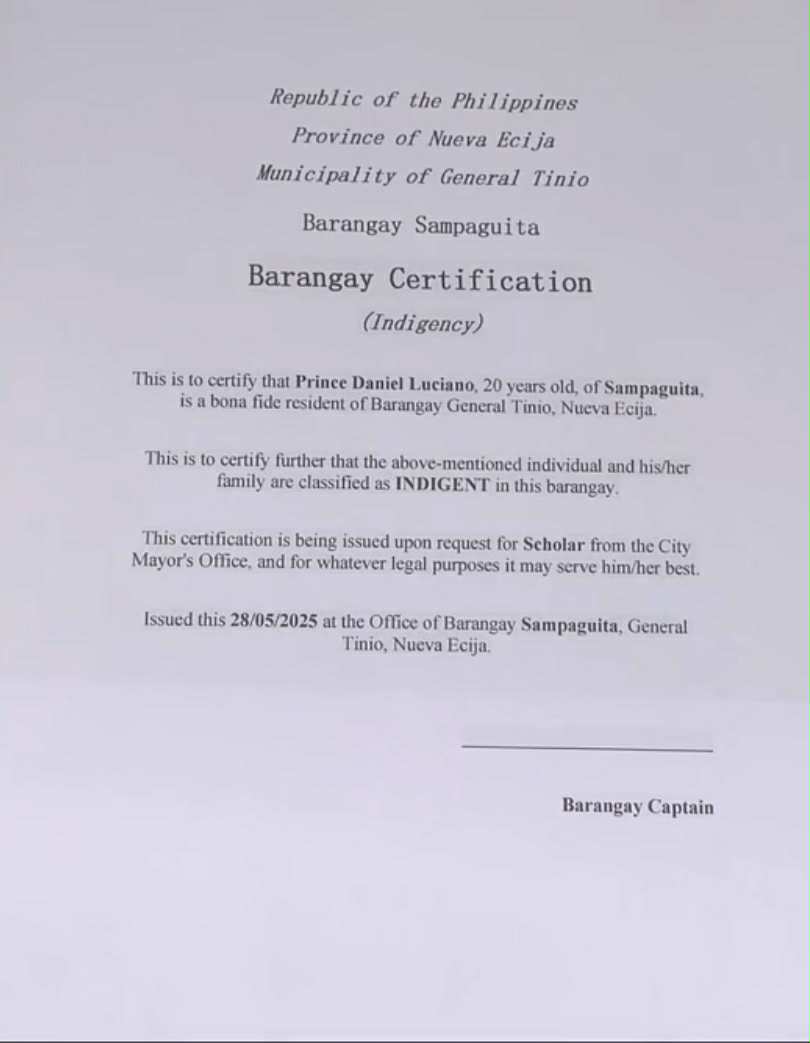 Republic of the Philippines
Province of Nueva Ecija
Municipality of General Tinio
Barangay Sampaguita
Barangay Certification
(Indigency)
This is to certify that Prince Daniel Luciano, 20 years old, of Sampaguita,
is a bona fide resident of Barangay General Tinio, Nueva Ecija.
This is to certify further that the above-mentioned individual and his/her
family are classified as INDIGENT in this barangay.
This certification is being issued upon request for Scholar from the City
Mayor's Office, and for whatever legal purposes it may serve him/her best.
Issued this 28/05/2025 at the Office of Barangay Sampaguita, General
Tinio, Nueva Ecija.
Barangay Captain